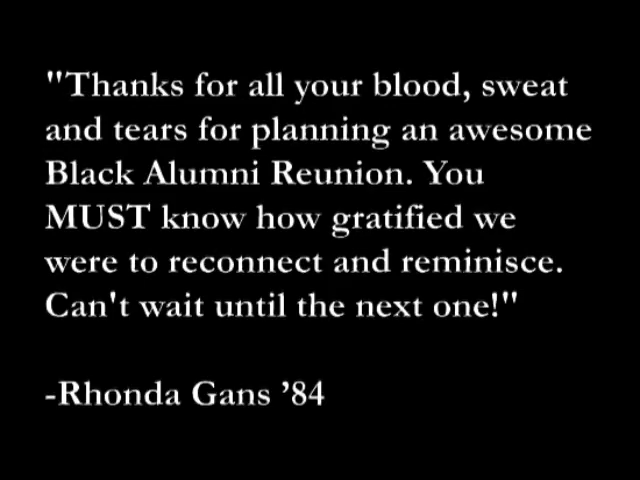 "Thanks for all your blood, sweat
and tears for planning an awesome
Black Alumni Reunion. You
MUST know how gratified we
were to reconnect and reminisce.
Can't wait until the next one!"
-Rhonda Gans ’84